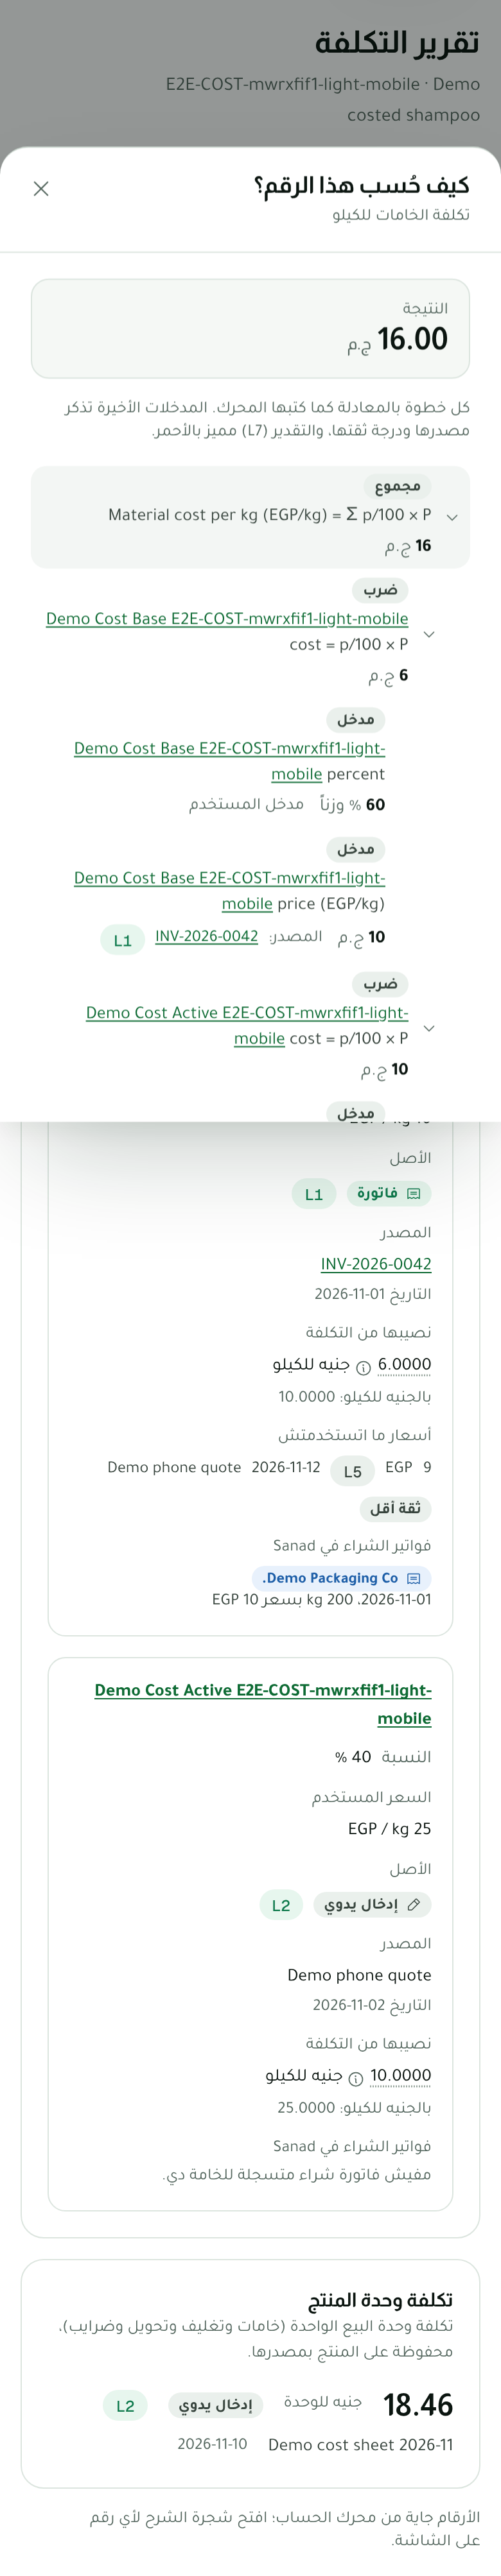 تقرير التكلفة
E2E-COST-mwrxfif1-light-mobile · Demo
costed shampoo
كيف حُسب هذا الرقم؟
تكلفة الخامات للكيلو
النتيجة
16.00 ج.م
كل خطوة بالمعادلة كما كتبها المحرك. المدخلات الأخيرة تذكر
مصدرها ودرجة ثقتها، والتقدير (L7) مميز بالأحمر.
مجموع
Material cost per kg (EGP/kg) = Σ p/100 × P
16 ج.م
ضرب
Demo Cost Base E2E-COST-mwrxfif1-light-mobile
cost = p/100 × P
6 ج.م
مدخل
Demo Cost Base E2E-COST-mwrxfif1-light-
mobile percent
60 % وزناً مدخل المستخدم
مدخل
Demo Cost Base E2E-COST-mwrxfif1-light-
mobile price (EGP/kg)
10 ج.م المصدر: INV-2026-0042 L1
ضرب
Demo Cost Active E2E-COST-mwrxfif1-light-
mobile cost = p/100 × P
10 ج.م
مدخل
الأصل
فاتورة L1
المصدر
INV-2026-0042
التاريخ 01-11-2026
نصيبها من التكلفة
6.0000 جنيه للكيلو
بالجنيه للكيلو: 10.0000
أسعار ما اتستخدمتش
9 EGP L5 2026-11-12 Demo phone quote
ثقة أقل
فواتير الشراء في Sanad
Demo Packaging Co.
2026-11-01، 200 kg بسعر 10 EGP
Demo Cost Active E2E-COST-mwrxfif1-light-
mobile
النسبة 40 %
السعر المستخدم
25 EGP / kg
الأصل
إدخال يدوي L2
المصدر
Demo phone quote
التاريخ 02-11-2026
نصيبها من التكلفة
10.0000 جنيه للكيلو
بالجنيه للكيلو: 25.0000
فواتير الشراء في Sanad
مفيش فاتورة شراء متسجلة للخامة دي.
تكلفة وحدة المنتج
تكلفة وحدة البيع الواحدة (خامات وتغليف وتحويل وضرايب)،
محفوظة على المنتج بمصدرها.
18.46 جنيه للوحدة إدخال يدوي L2
Demo cost sheet 2026-11 2026-11-10
الأرقام جاية من محرك الحساب؛ افتح شجرة الشرح لأي رقم
على الشاشة.